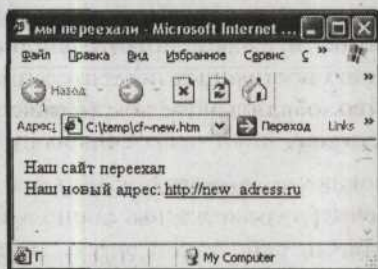 мы переехали - Microsoft Internet ...
Файл Правка Вид Избранное Сервис С »
Назад »
Адрес: C:\temp\cf~new.htm Переход Links »
Наш сайт переехал
Наш новый адрес: http://new_adress.ru
Г My Computer